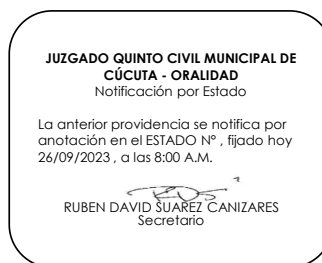 JUZGADO QUINTO CIVIL MUNICIPAL DE
CÚCUTA - ORALIDAD
Notificación por Estado
La anterior providencia se notifica por
anotación en el ESTADO N° , fijado hoy
26/09/2023 , a las 8:00 A.M.
RUBEN DAVID SUAREZ CANIZARES
Secretario